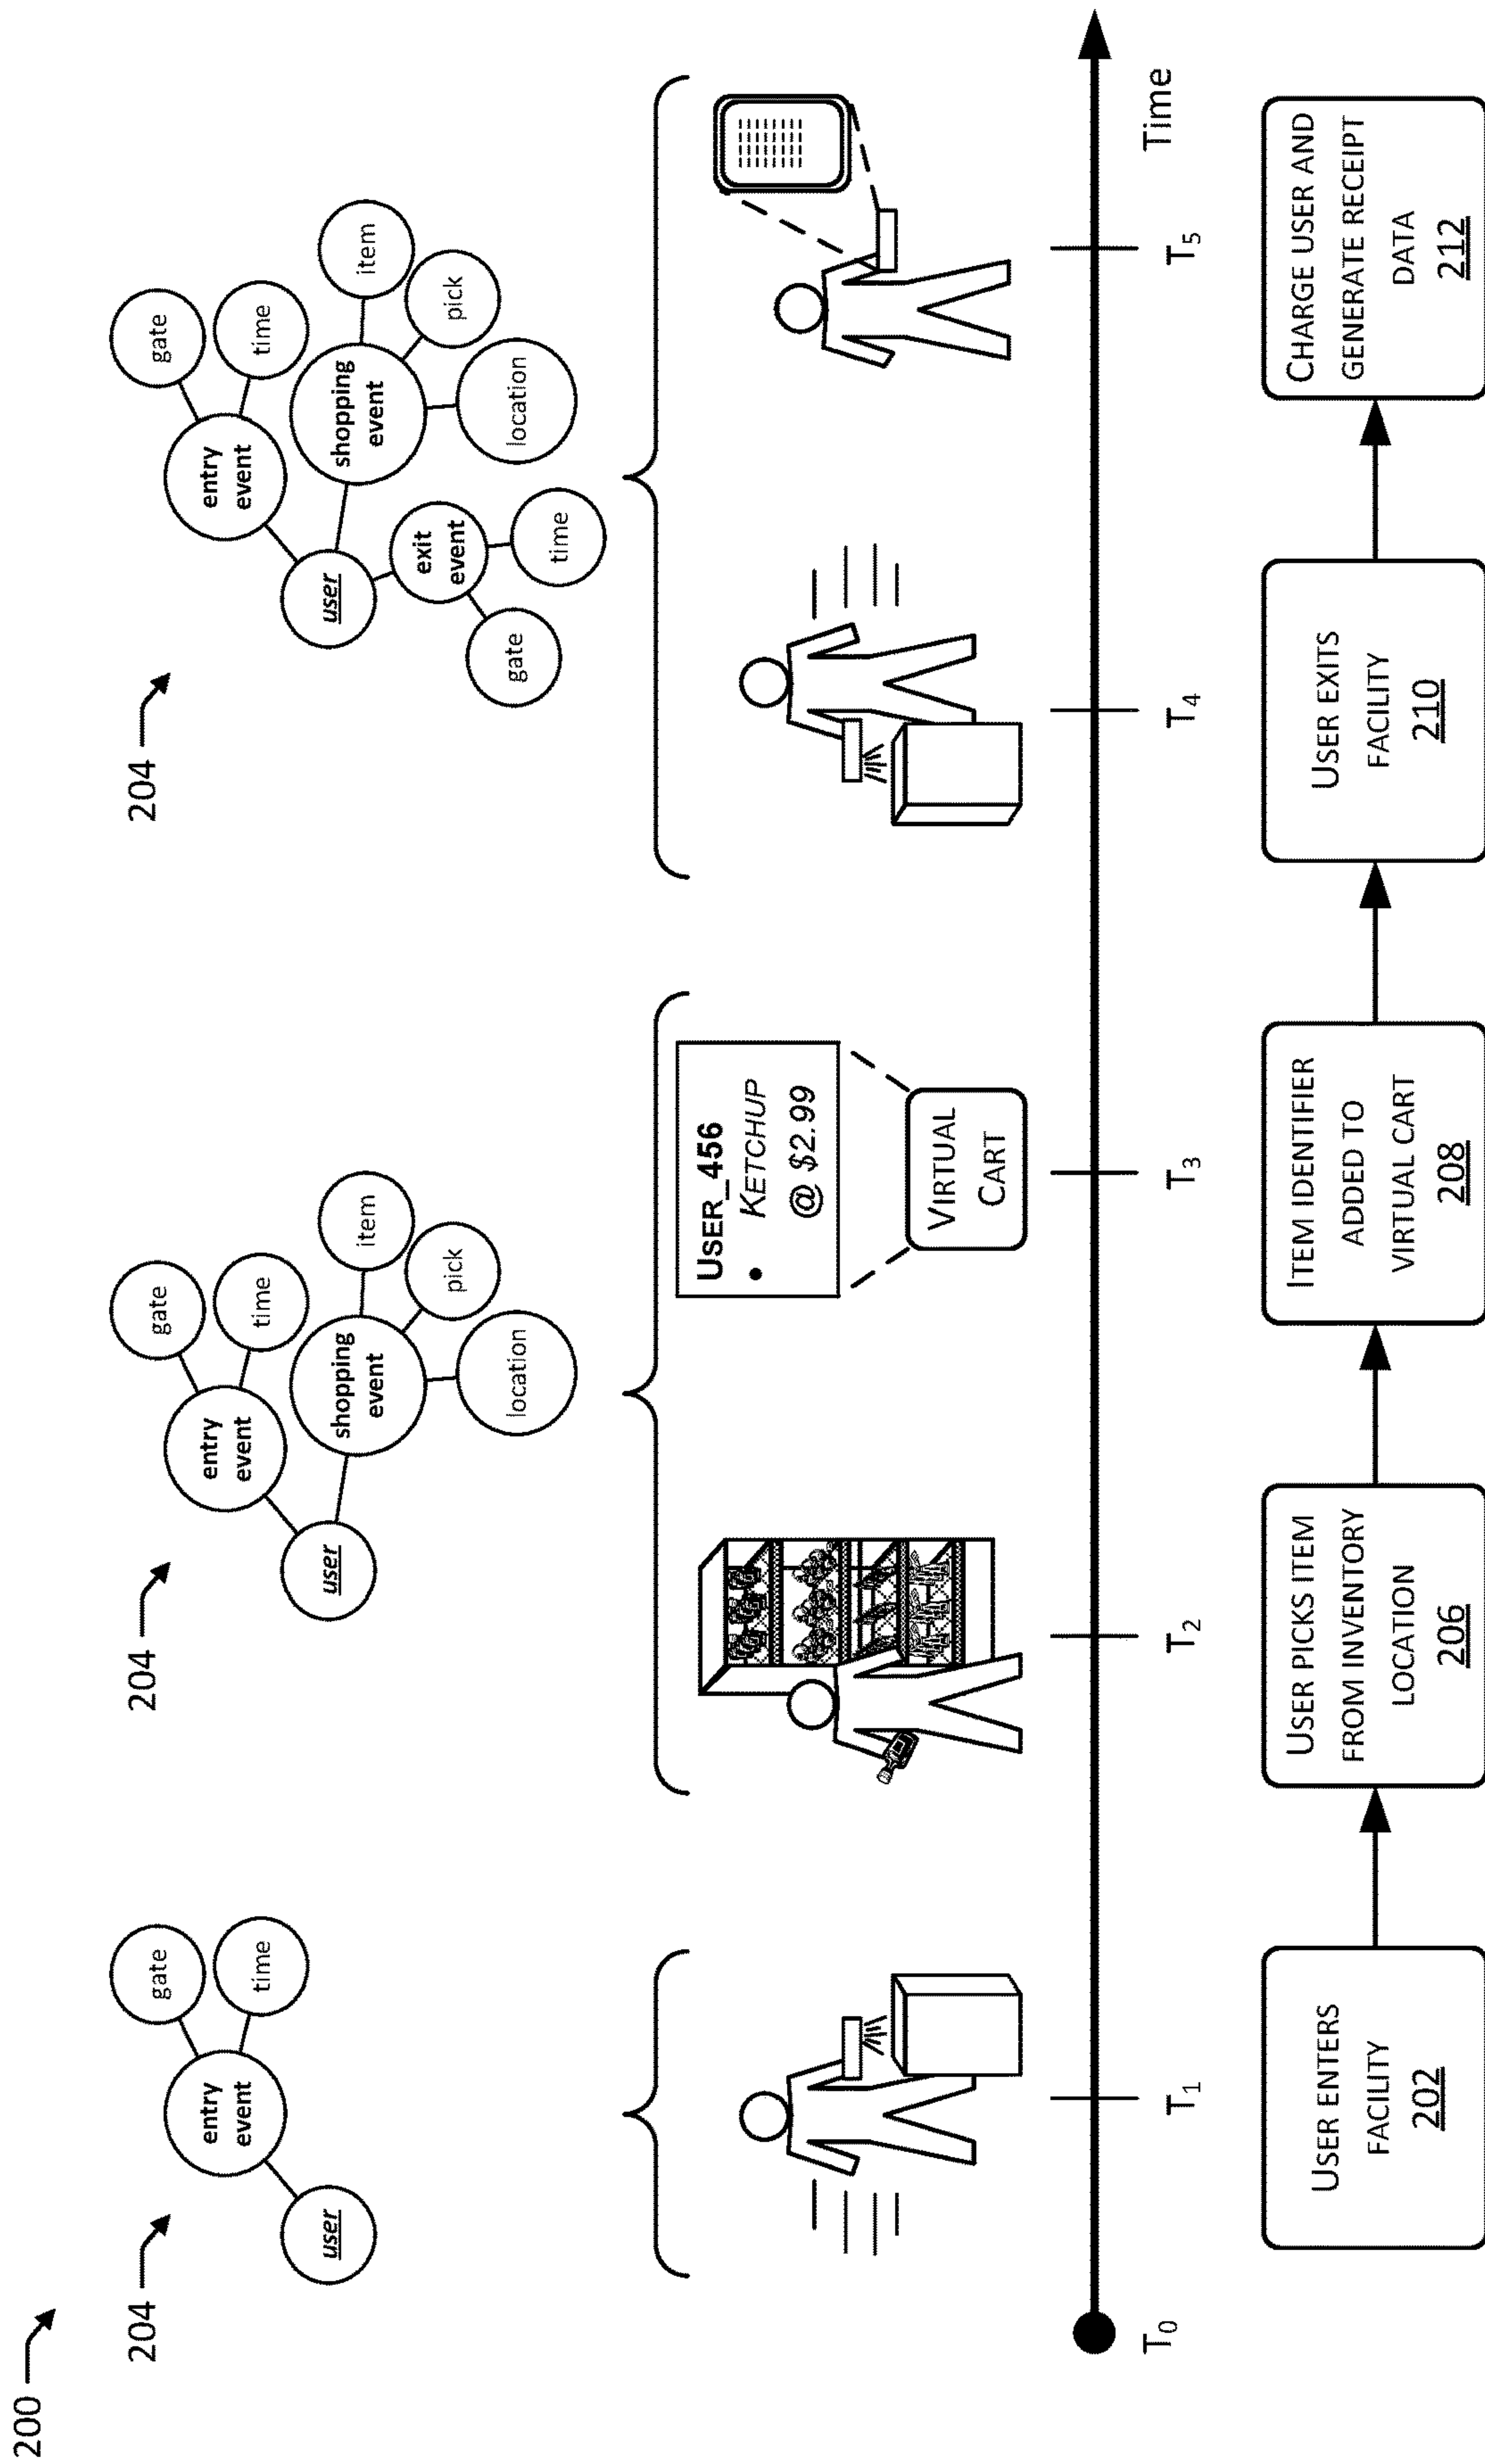 200
204
gate
time
entry
event
user
204
gate
time
entry
event
user
shopping
event
item
pick
location
204
gate
time
entry
event
user
shopping
event
item
pick
location
exit
event
time
gate
USER_456
• KETCHUP
@ $2.99
VIRTUAL
CART
T0
T1
T2
T3
T4
T5
Time
USER ENTERS
FACILITY
202
USER PICKS ITEM
FROM INVENTORY
LOCATION
206
ITEM IDENTIFIER
ADDED TO
VIRTUAL CART
208
USER EXITS
FACILITY
210
CHARGE USER AND
GENERATE RECEIPT
DATA
212